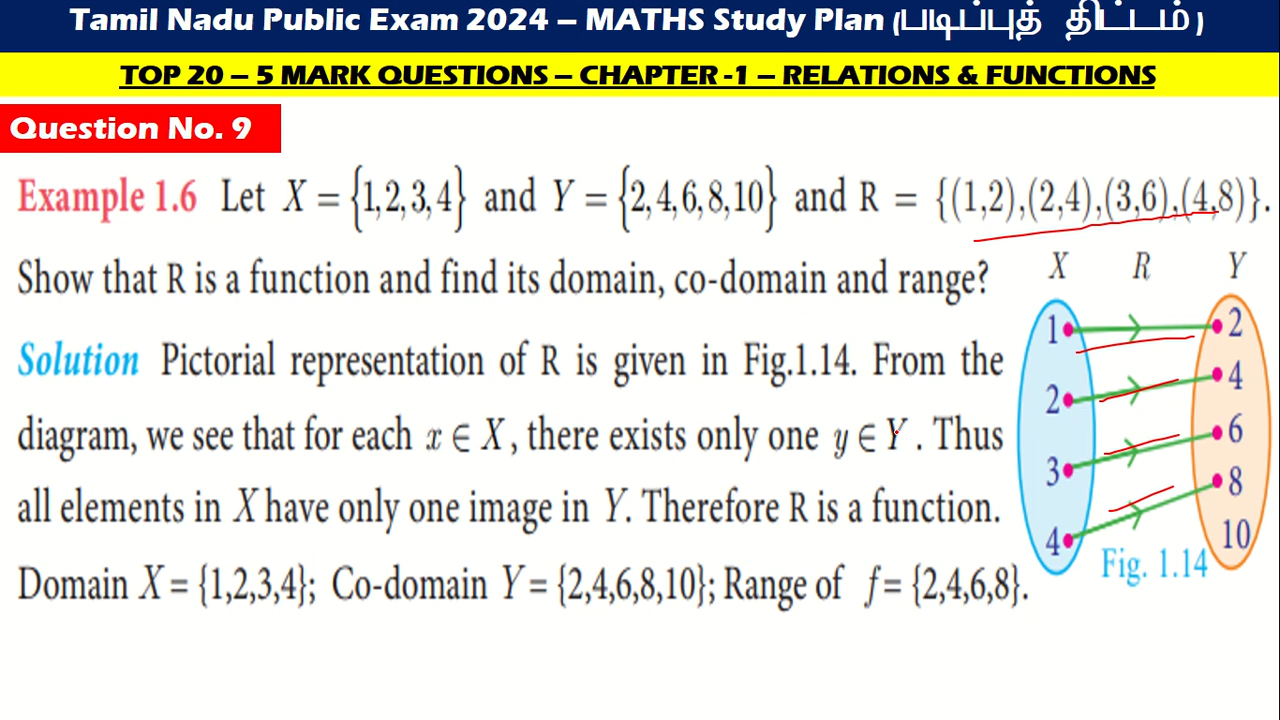 Tamil Nadu Public Exam 2024 – MATHS Study Plan (படிப்புத் திட்டம்)
TOP 20 – 5 MARK QUESTIONS – CHAPTER -1 – RELATIONS & FUNCTIONS
Question No. 9
Example 1.6 Let X = {1,2,3,4} and Y = {2,4,6,8,10} and R = {(1,2),(2,4),(3,6),(4,8)}.
Show that R is a function and find its domain, co-domain and range?
Solution Pictorial representation of R is given in Fig.1.14. From the
diagram, we see that for each x ∈ X, there exists only one y ∈ Y. Thus
all elements in X have only one image in Y. Therefore R is a function.
Domain X = {1,2,3,4}; Co-domain Y = {2,4,6,8,10}; Range of f = {2,4,6,8}.
X R Y
1 2
2 4
3 6
4 8
10
Fig. 1.14